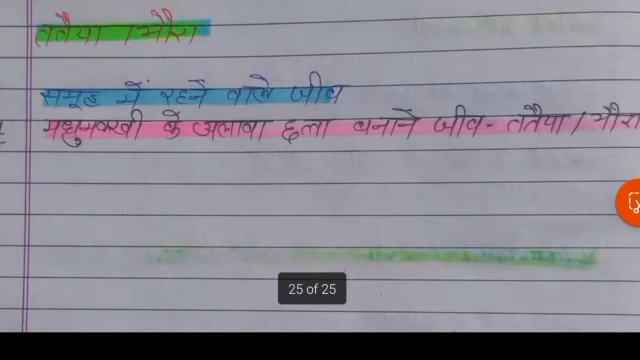 ततैया / भौरा
समूह में रहने वाले जीव
मधुमक्खी के अलावा छत्ता बनाने जीव- ततैया / भौरा
25 of 25